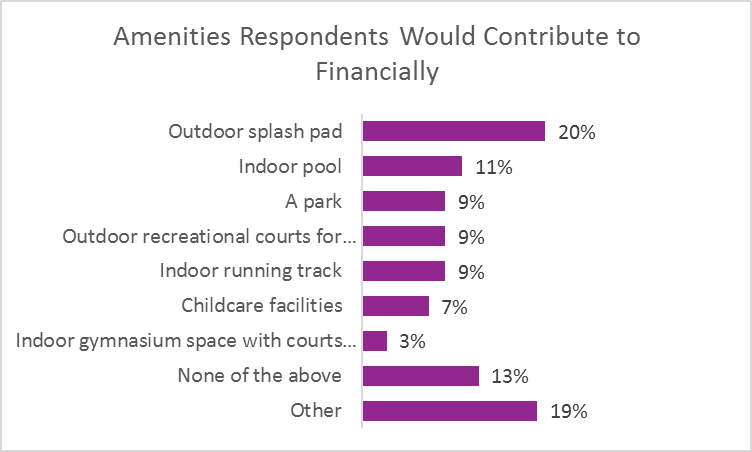 Amenities Respondents Would Contribute to
Financially
Outdoor splash pad 20%
Indoor pool 11%
A park 9%
Outdoor recreational courts for… 9%
Indoor running track 9%
Childcare facilities 7%
Indoor gymnasium space with courts… 3%
None of the above 13%
Other 19%